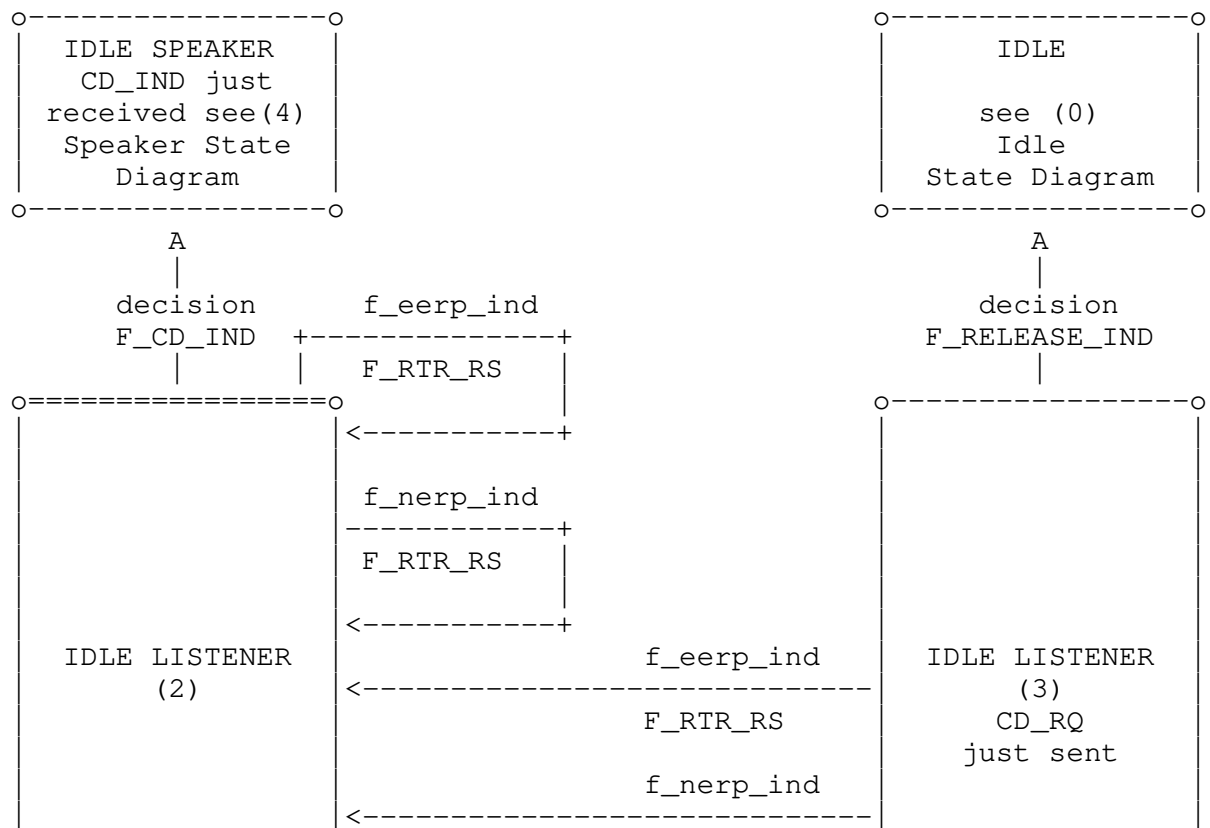 IDLE SPEAKER IDLE
CD_IND just
received see(4) see (0)
Speaker State Idle
Diagram State Diagram
A A
decision f_eerp_ind decision
F_CD_IND F_RELEASE_IND
F_RTR_RS
f_nerp_ind
F_RTR_RS
IDLE LISTENER f_eerp_ind IDLE LISTENER
(2) (3)
F_RTR_RS CD_RQ
just sent
f_nerp_ind